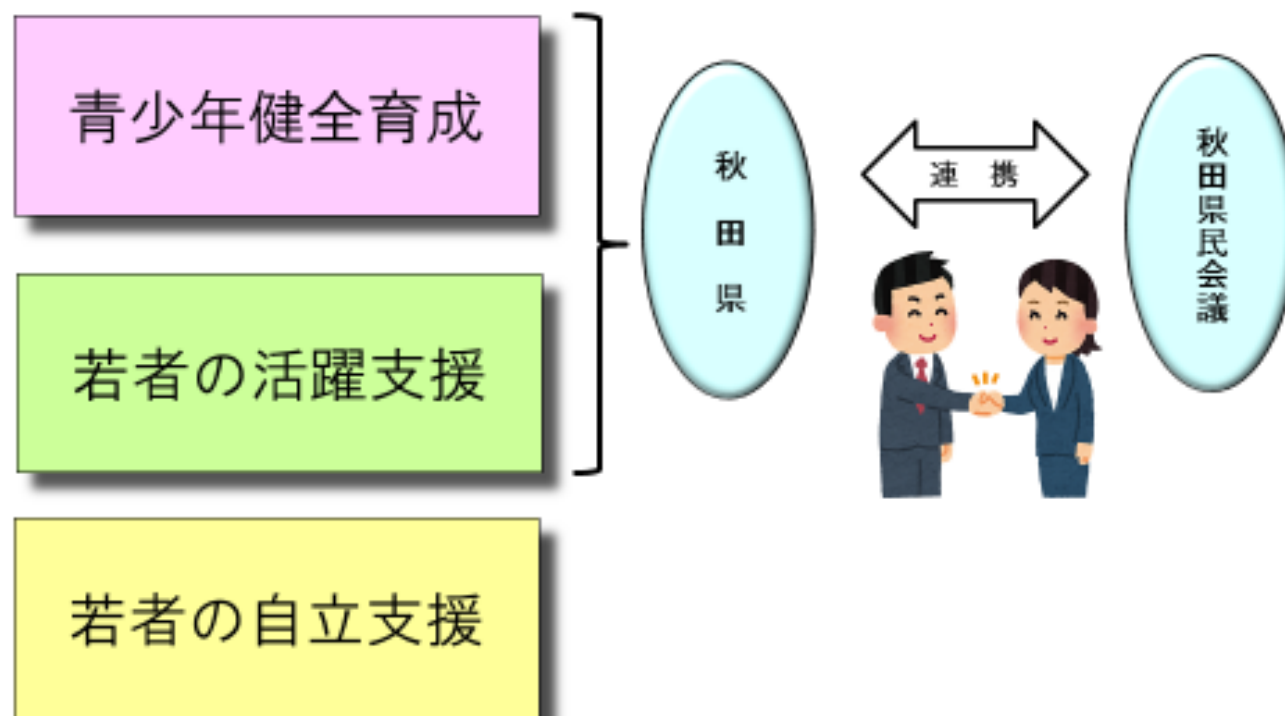 青少年健全育成
若者の活躍支援
若者の自立支援
秋田県
連携
秋田県民会議